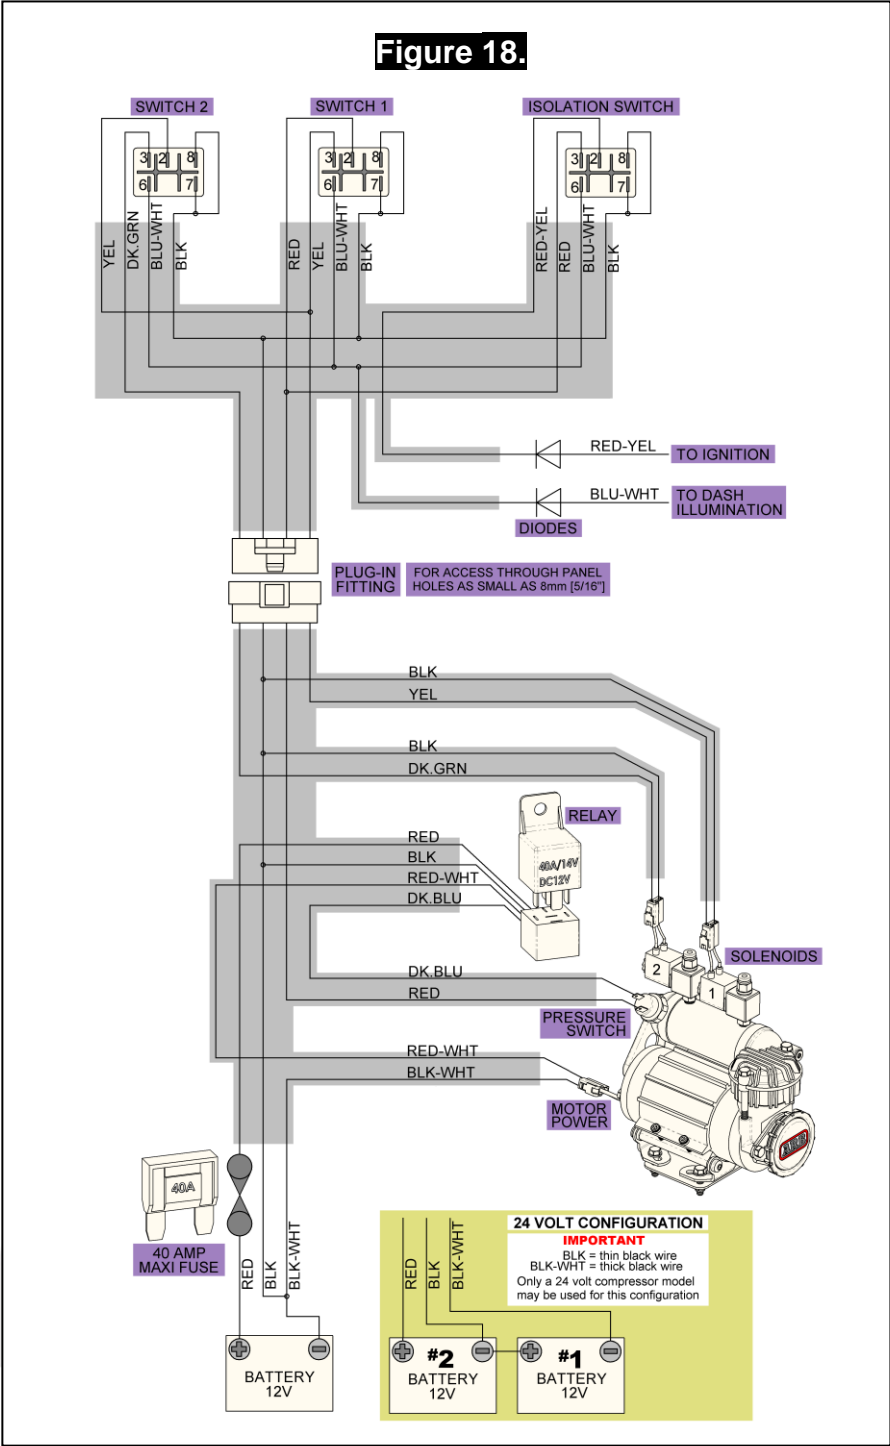 Figure 18.
SWITCH 2
SWITCH 1
ISOLATION SWITCH
3 2 8
6 7
3 2 8
6 7
3 2 8
6 7
YEL
DK.GRN
BLU-WHT
BLK
RED
YEL
BLU-WHT
BLK
RED-YEL
RED
BLU-WHT
BLK
RED-YEL
TO IGNITION
BLU-WHT
TO DASH
ILLUMINATION
DIODES
PLUG-IN
FITTING
FOR ACCESS THROUGH PANEL
HOLES AS SMALL AS 8mm [5/16"]
BLK
YEL
BLK
DK.GRN
RELAY
40A/14V
DC12V
RED
BLK
RED-WHT
DK.BLU
SOLENOIDS
2
1
DK.BLU
RED
PRESSURE
SWITCH
RED-WHT
BLK-WHT
MOTOR
POWER
ARB
40A
40 AMP
MAXI FUSE
RED
BLK
BLK-WHT
BATTERY
12V
24 VOLT CONFIGURATION
IMPORTANT
BLK = thin black wire
BLK-WHT = thick black wire
Only a 24 volt compressor model
may be used for this configuration
RED
BLK
BLK-WHT
#2
BATTERY
12V
#1
BATTERY
12V